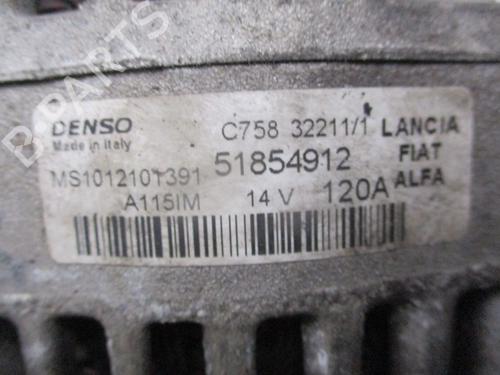 B-PARTS
DENSO C758 32211/1 LANCIA
Made in Italy 51854912 FIAT
MS1012101391 ALFA
A115IM 14 V 120A